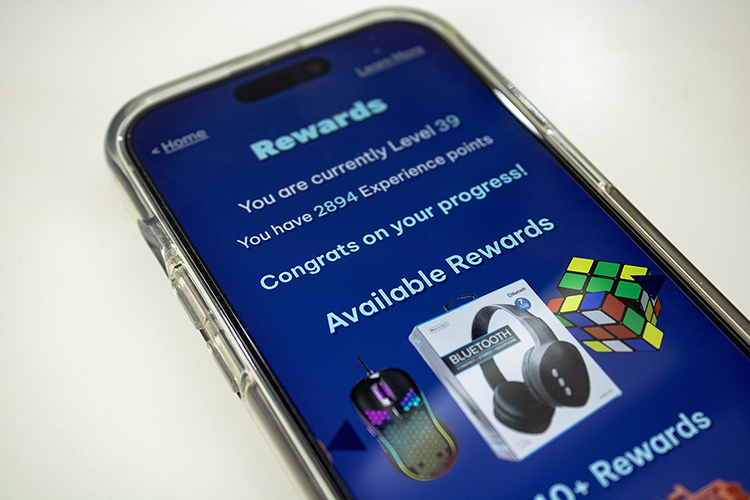 Learn More
< Home
Rewards
You are currently Level 39
You have 2894 Experience points
Congrats on your progress!
Available Rewards
Bluetooth
BLUETOOTH
0+ Rewards